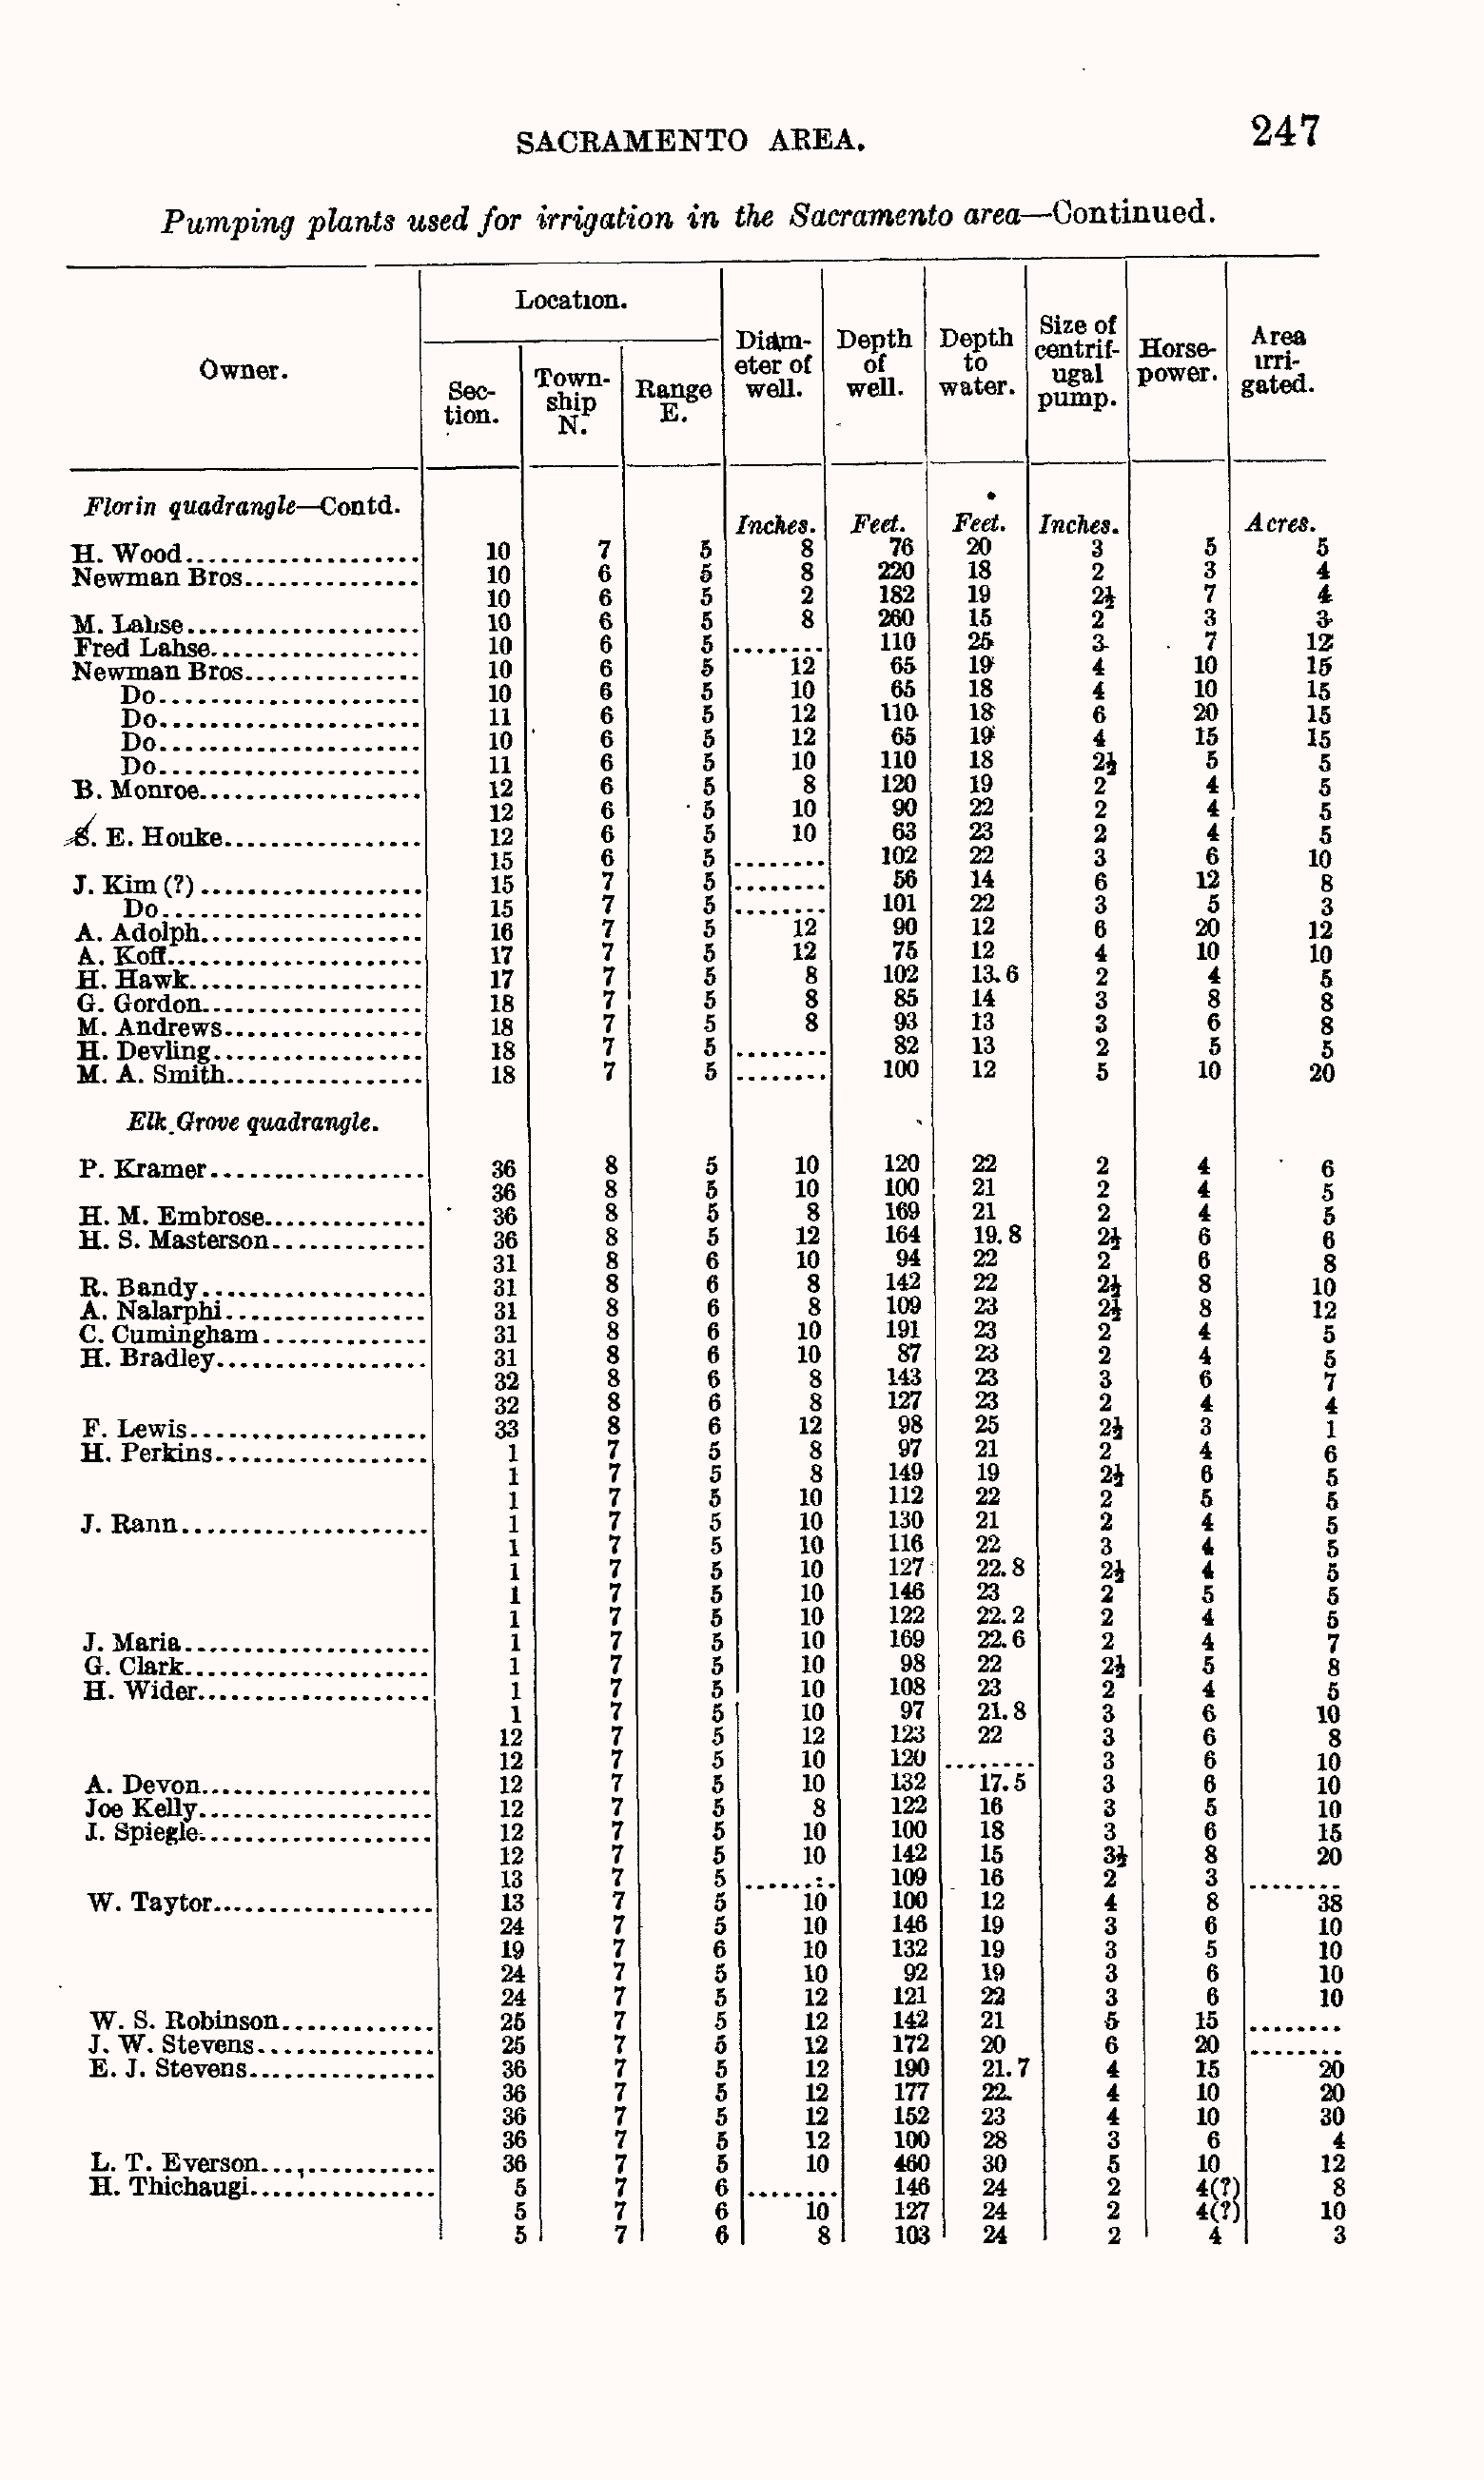 SACRAMENTO AREA. 247
Pumping plants used for irrigation in the Sacramento area—Continued.
Owner. Location. Section. Township N. Range E. Diameter of well. Depth of well. Depth to water. Size of centrifugal pump. Horsepower. Area irrigated.
Florin quadrangle—Contd.
Inches. Feet. Feet. Inches. Acres.
H. Wood 10 7 5 8 76 20 3 5 5
Newman Bros 10 6 5 8 220 18 2 3 4
10 6 5 2 182 19 2½ 7 4
M. Lahse 10 6 5 8 260 15 2 3 3
Fred Lahse 10 6 5 ........ 110 25 3 7 12
Newman Bros 10 6 5 12 65 19 4 10 15
Do 10 6 5 10 65 18 4 10 15
Do 11 6 5 12 110 18 6 20 15
Do 10 6 5 12 65 19 4 15 15
Do 11 6 5 10 110 18 2½ 5 5
B. Monroe 12 6 5 8 120 19 2 4 5
12 6 5 10 90 22 2 4 5
S. E. Houke 12 6 5 10 63 23 2 4 5
15 6 5 ........ 102 22 3 6 10
J. Kim (?) 15 7 5 ........ 56 14 6 12 8
Do 15 7 5 ........ 101 22 3 5 3
A. Adolph 16 7 5 12 90 12 6 20 12
A. Koff 17 7 5 12 75 12 4 10 10
H. Hawk 17 7 5 8 102 13.6 2 4 5
G. Gordon 18 7 5 8 85 14 3 8 8
M. Andrews 18 7 5 8 93 13 3 6 8
H. Devling 18 7 5 ........ 82 13 2 5 5
M. A. Smith 18 7 5 ........ 100 12 5 10 20
Elk Grove quadrangle.
P. Kramer 36 8 5 10 120 22 2 4 6
36 8 5 10 100 21 2 4 5
H. M. Embrose 36 8 5 8 169 21 2 4 5
H. S. Masterson 36 8 5 12 164 19.8 2½ 6 6
31 8 6 10 94 22 2 6 8
R. Bandy 31 8 6 8 142 22 2½ 8 10
A. Nalarphi 31 8 6 8 109 23 2½ 8 12
C. Cumingham 31 8 6 10 191 23 2 4 5
H. Bradley 31 8 6 10 87 23 2 4 5
32 8 6 8 143 23 3 6 7
32 8 6 8 127 23 2 4 4
F. Lewis 33 8 6 12 98 25 2½ 3 1
H. Perkins 1 7 5 8 97 21 2 4 6
1 7 5 8 149 19 2½ 6 5
1 7 5 10 112 22 2 5 5
J. Rann 1 7 5 10 130 21 2 4 5
1 7 5 10 116 22 3 4 5
1 7 5 10 127 22.8 2½ 4 5
1 7 5 10 146 23 2 5 5
1 7 5 10 122 22.2 2 4 5
J. Maria 1 7 5 10 169 22.6 2 4 7
G. Clark 1 7 5 10 98 22 2½ 5 8
H. Wider 1 7 5 10 108 23 2 4 5
1 7 5 10 97 21.8 3 6 10
12 7 5 12 123 22 3 6 8
12 7 5 10 120 ........ 3 6 10
A. Devon 12 7 5 10 132 17.5 3 6 10
Joe Kelly 12 7 5 8 122 16 3 5 10
J. Spiegle 12 7 5 10 100 18 3 6 15
12 7 5 10 142 15 3½ 8 20
13 7 5 ........ 109 16 2 3 ........
W. Taytor 13 7 5 10 100 12 4 8 38
24 7 5 10 146 19 3 6 10
19 7 6 10 132 19 3 5 10
24 7 5 10 92 19 3 6 10
24 7 5 12 121 22 3 6 10
W. S. Robinson 25 7 5 12 142 21 5 15 ........
J. W. Stevens 25 7 5 12 172 20 6 20 ........
E. J. Stevens 36 7 5 12 190 21.7 4 15 20
36 7 5 12 177 22 4 10 20
36 7 5 12 152 23 4 10 30
36 7 5 12 100 28 3 6 4
L. T. Everson 36 7 5 10 460 30 5 10 12
H. Thichaugi 5 7 6 ........ 146 24 2 4(?) 8
5 7 6 10 127 24 2 4(?) 10
5 7 6 8 103 24 2 4 3